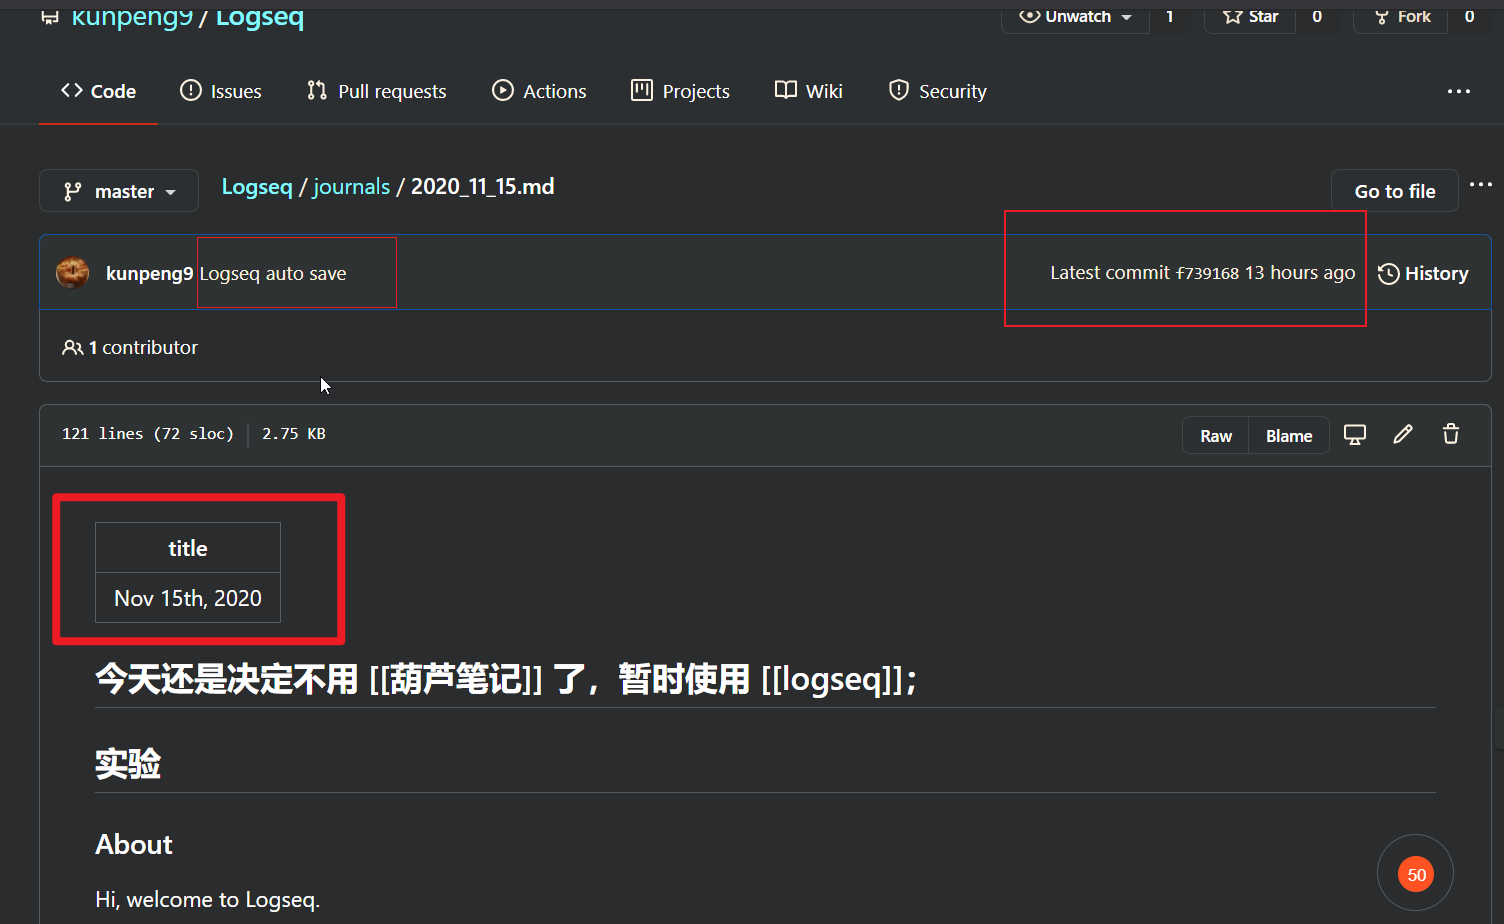 kunpeng9 / Logseq
Unwatch 1 Star 0 Fork 0
Code Issues Pull requests Actions Projects Wiki Security
master Logseq / journals / 2020_11_15.md Go to file
kunpeng9 Logseq auto save Latest commit f739168 13 hours ago History
1 contributor
121 lines (72 sloc) 2.75 KB Raw Blame
title
Nov 15th, 2020
今天还是决定不用 [[葫芦笔记]] 了，暂时使用 [[logseq]]；
实验
About
Hi, welcome to Logseq.
50